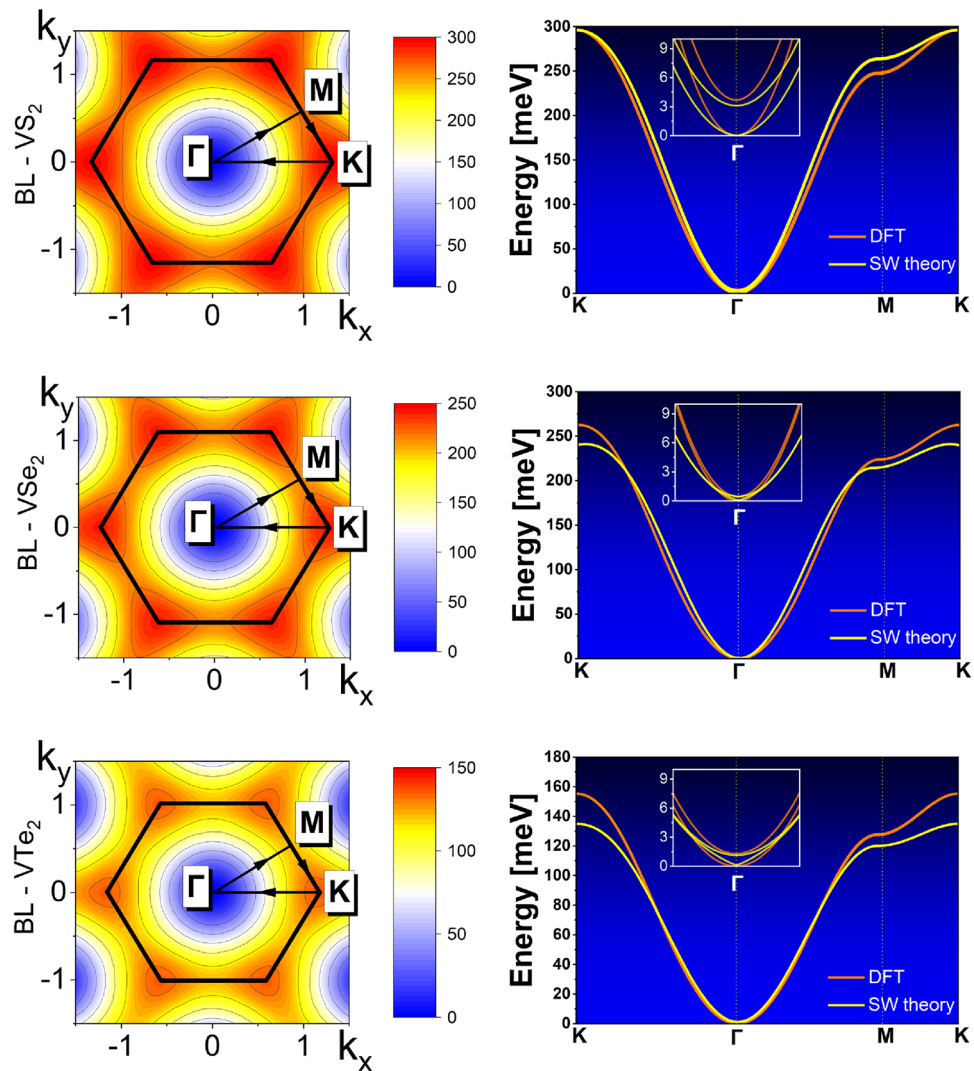 BL - VS₂
k_y
1
0
-1
-1
0
1
k_x
Γ
M
K
300
250
200
150
100
50
0
Energy [meV]
300
250
200
150
100
50
0
9
6
3
0
Γ
DFT
SW theory
K
Γ
M
K
BL - VSe₂
k_y
1
0
-1
-1
0
1
k_x
Γ
M
K
250
200
150
100
50
0
Energy [meV]
300
250
200
150
100
50
0
9
6
3
0
Γ
DFT
SW theory
K
Γ
M
K
BL - VTe₂
k_y
1
0
-1
-1
0
1
k_x
Γ
M
K
150
100
50
0
Energy [meV]
180
160
140
120
100
80
60
40
20
0
9
6
3
0
Γ
DFT
SW theory
K
Γ
M
K